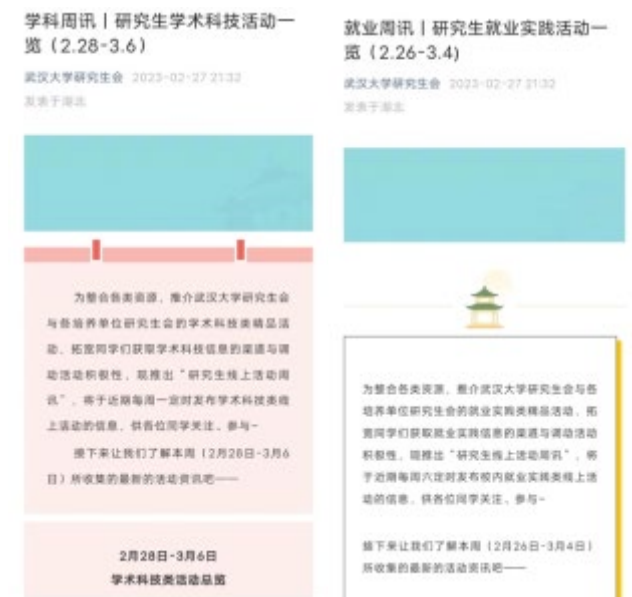 学科周讯丨研究生学术科技活动一
览（2.28-3.6）
武汉大学研究生会 2023-02-27 21:32
发表于湖北
为整合各类资源、推介武汉大学研究生会
与各培养单位研究生会的学术科技类精品活
动、拓宽同学们获取学术科技信息的渠道与调
动活动积极性，现推出“研究生线上活动周
讯”，将于近期每周一定时发布学术科技类线
上活动的信息，供各位同学关注、参与~
接下来让我们了解本周（2月28日-3月6
日）所收集的最新的活动资讯吧——
2月28日-3月6日
学术科技类活动总览
就业周讯丨研究生就业实践活动一
览（2.26-3.4)
武汉大学研究生会 2023-02-27 21:32
发表于湖北
为整合各类资源、推介武汉大学研究生会与各
培养单位研究生会的就业实践类精品活动、拓
宽同学们获取就业实践信息的渠道与调动活动
积极性，现推出“研究生线上活动周讯”，将
于近期每周六定时发布校内就业实践类线上活
动的信息，供各位同学关注、参与~
接下来让我们了解本周（2月26日-3月4日）
所收集的最新的活动资讯吧——